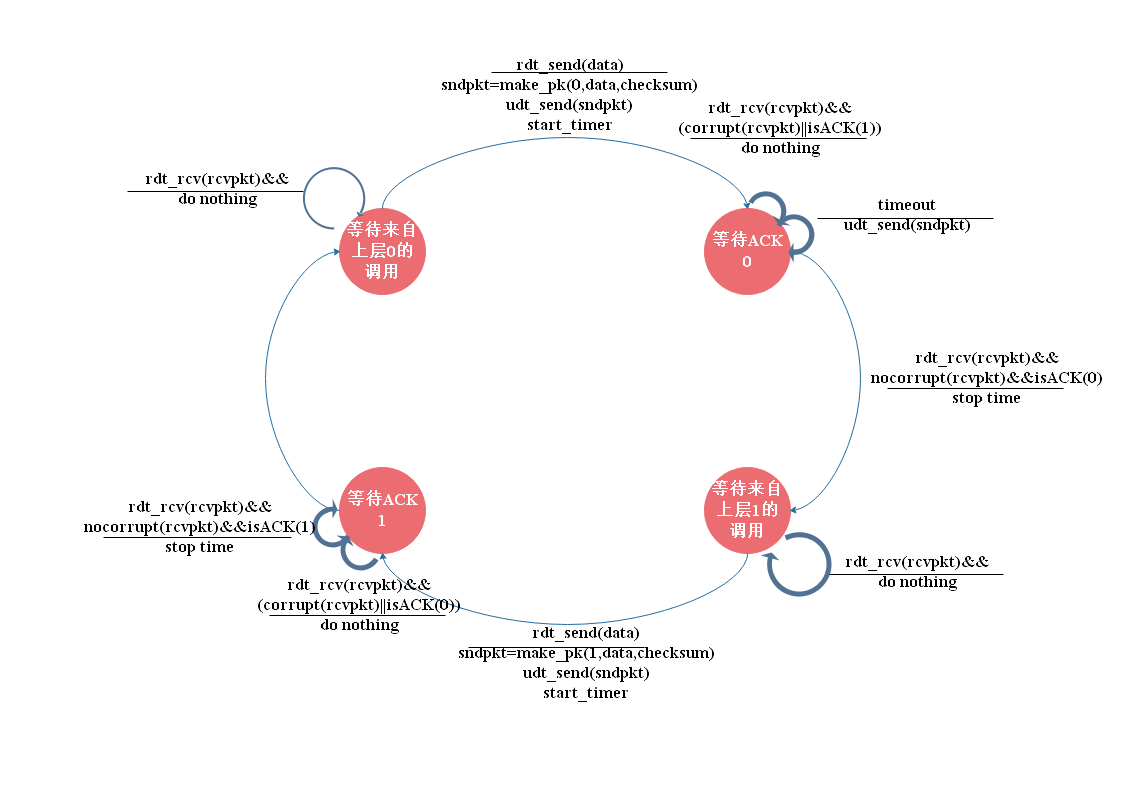 rdt_send(data)
sndpkt=make_pk(0,data,checksum)
udt_send(sndpkt)
start_timer
rdt_rcv(rcvpkt)&&
(corrupt(rcvpkt)||isACK(1))
do nothing
rdt_rcv(rcvpkt)&&
do nothing
等待来自
上层0的
调用
等待ACK
0
timeout
udt_send(sndpkt)
rdt_rcv(rcvpkt)&&
nocorrupt(rcvpkt)&&isACK(0)
stop time
等待ACK
1
等待来自
上层1的
调用
rdt_rcv(rcvpkt)&&
nocorrupt(rcvpkt)&&isACK(1)
stop time
rdt_rcv(rcvpkt)&&
do nothing
rdt_rcv(rcvpkt)&&
(corrupt(rcvpkt)||isACK(0))
do nothing
rdt_send(data)
sndpkt=make_pk(1,data,checksum)
udt_send(sndpkt)
start_timer